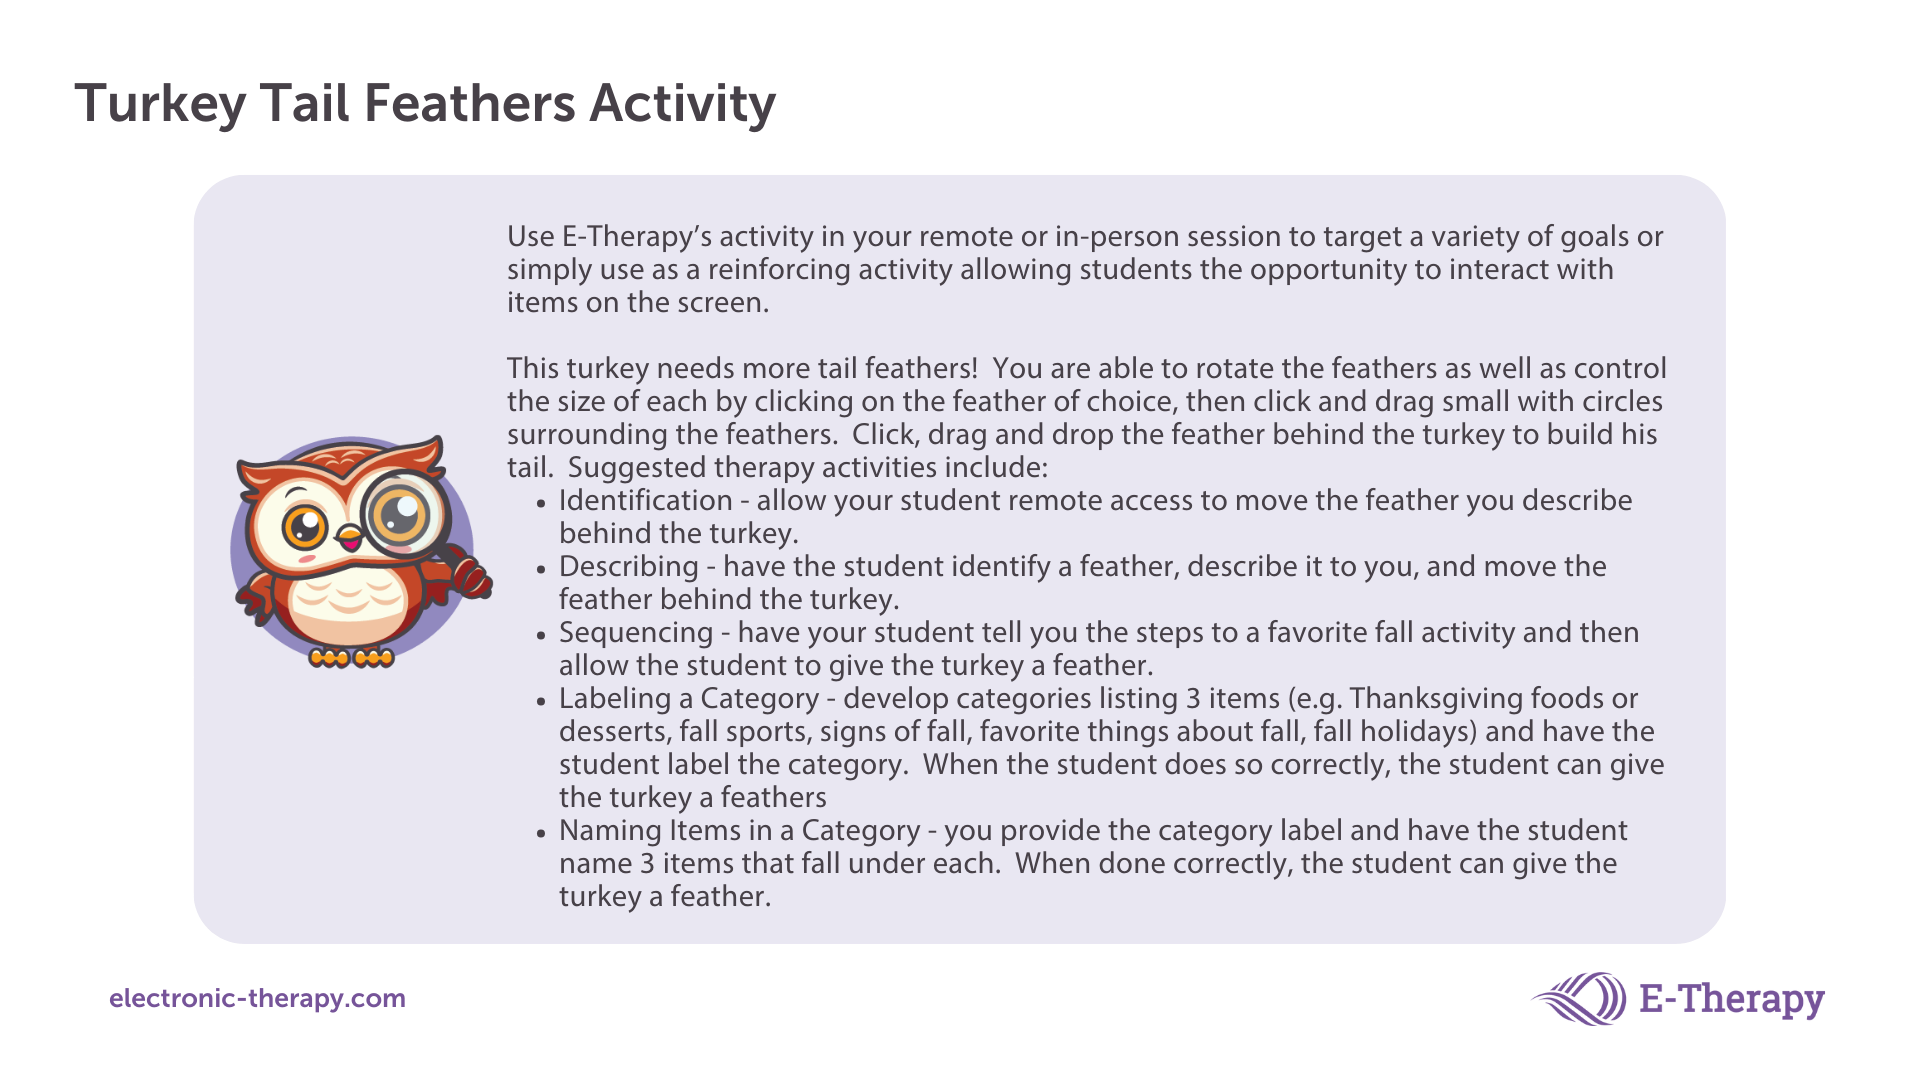 Turkey Tail Feathers Activity
Use E-Therapy’s activity in your remote or in-person session to target a variety of goals or
simply use as a reinforcing activity allowing students the opportunity to interact with
items on the screen.
This turkey needs more tail feathers!  You are able to rotate the feathers as well as control
the size of each by clicking on the feather of choice, then click and drag small with circles
surrounding the feathers.  Click, drag and drop the feather behind the turkey to build his
tail.  Suggested therapy activities include:
• Identification - allow your student remote access to move the feather you describe
behind the turkey.
• Describing - have the student identify a feather, describe it to you, and move the
feather behind the turkey.
• Sequencing - have your student tell you the steps to a favorite fall activity and then
allow the student to give the turkey a feather.
• Labeling a Category - develop categories listing 3 items (e.g. Thanksgiving foods or
desserts, fall sports, signs of fall, favorite things about fall, fall holidays) and have the
student label the category.  When the student does so correctly, the student can give
the turkey a feathers
• Naming Items in a Category - you provide the category label and have the student
name 3 items that fall under each.  When done correctly, the student can give the
turkey a feather.
electronic-therapy.com
E-Therapy